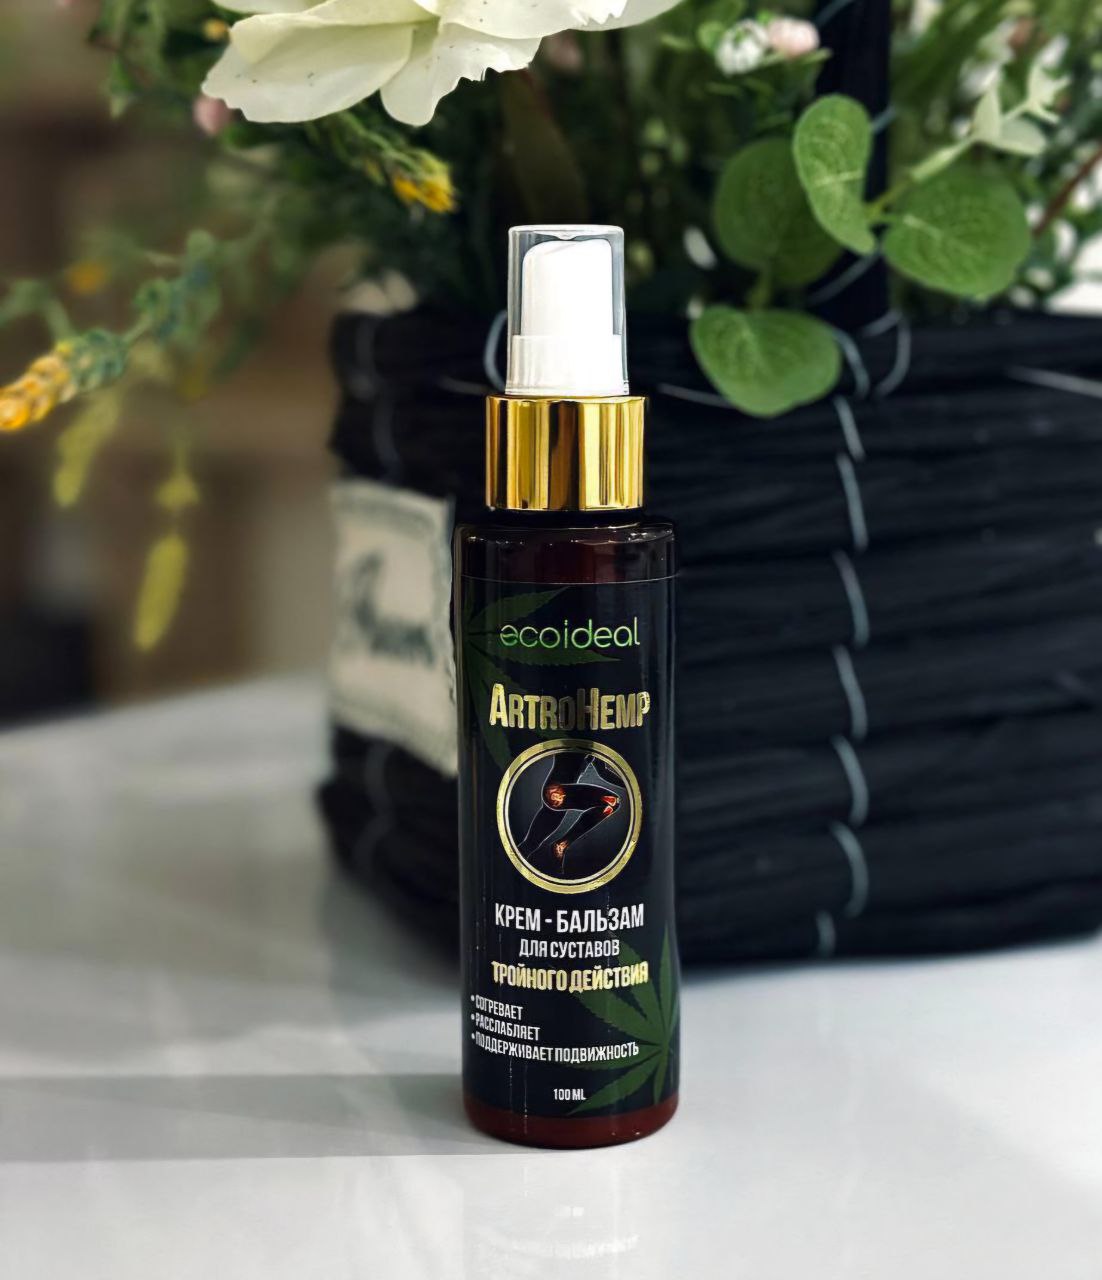 ecoideal
ARTROHEMP
КРЕМ - БАЛЬЗАМ
ДЛЯ СУСТАВОВ
ТРОЙНОГО ДЕЙСТВИЯ
• СОГРЕВАЕТ
• РАССЛАБЛЯЕТ
• ПОДДЕРЖИВАЕТ ПОДВИЖНОСТЬ
100 ML